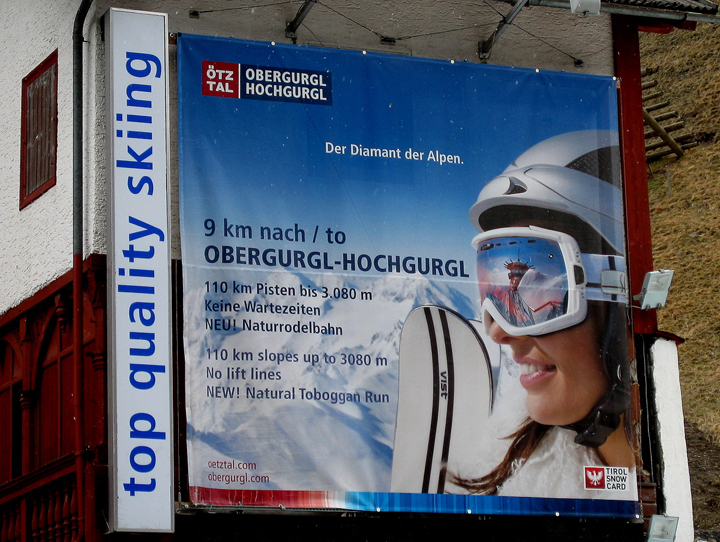 top quality skiing
ÖTZ
TAL
OBERGURGL
HOCHGURGL
Der Diamant der Alpen.
9 km nach / to
OBERGURGL-HOCHGURGL
110 km Pisten bis 3.080 m
Keine Wartezeiten
NEU! Naturrodelbahn
110 km slopes up to 3080 m
No lift lines
NEW! Natural Toboggan Run
VIST
oetztal.com
obergurgl.com
TIROL
SNOW
CARD